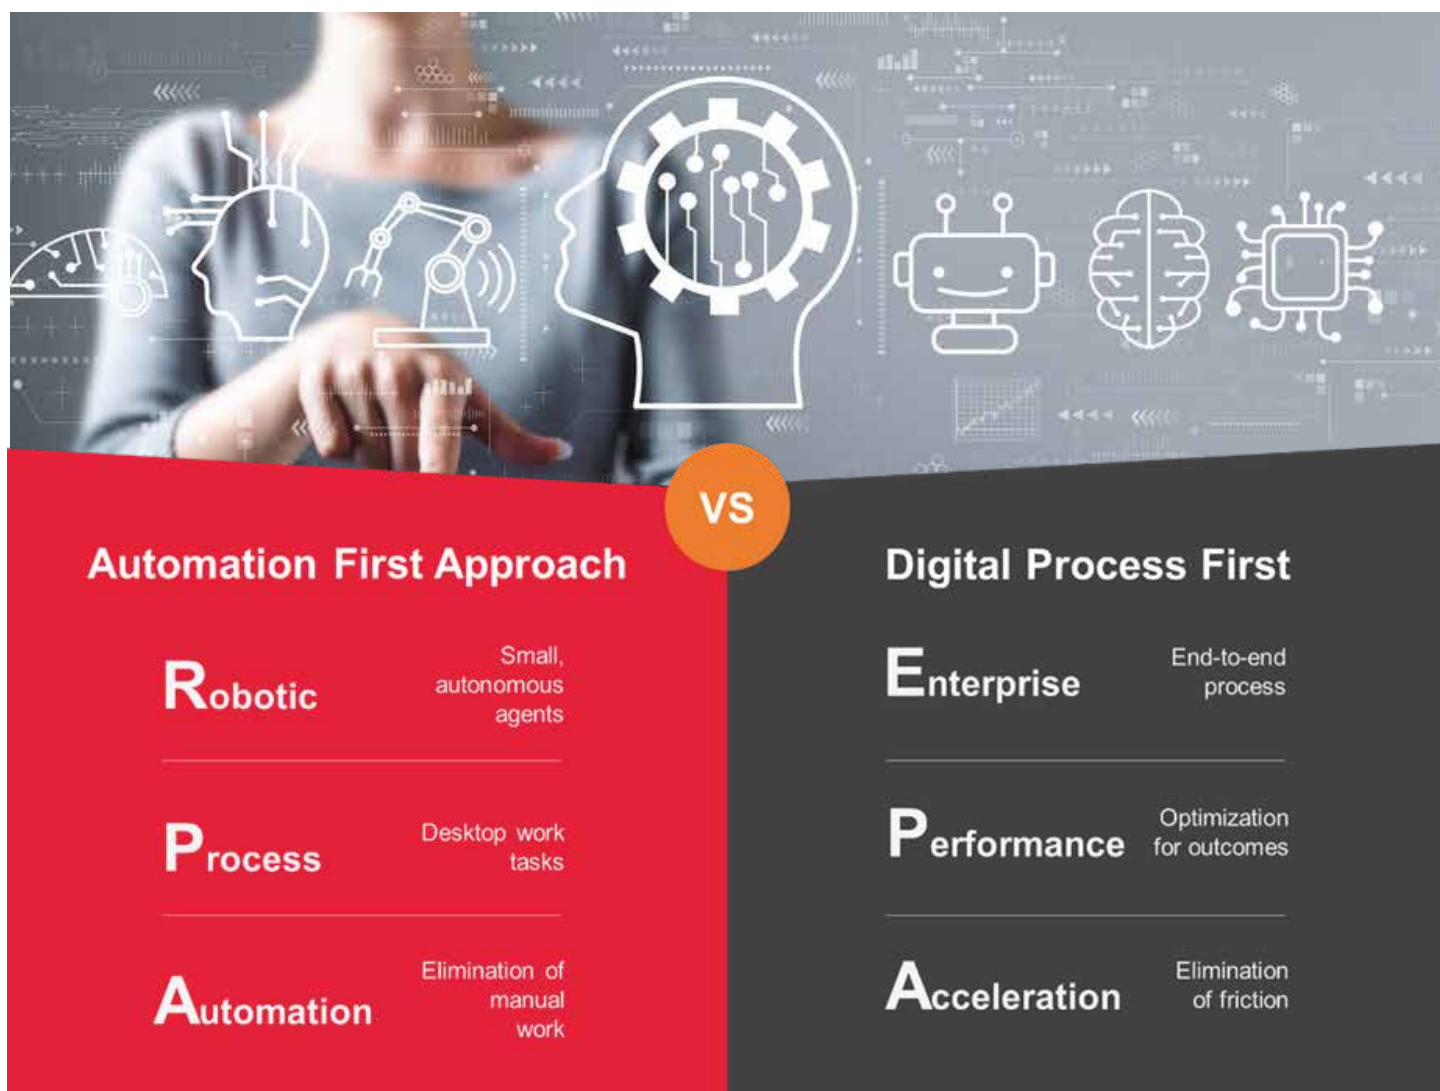 VS
Automation First Approach
Robotic
Small,
autonomous
agents
Process
Desktop work
tasks
Automation
Elimination of
manual
work
Digital Process First
Enterprise
End-to-end
process
Performance
Optimization
for outcomes
Acceleration
Elimination
of friction